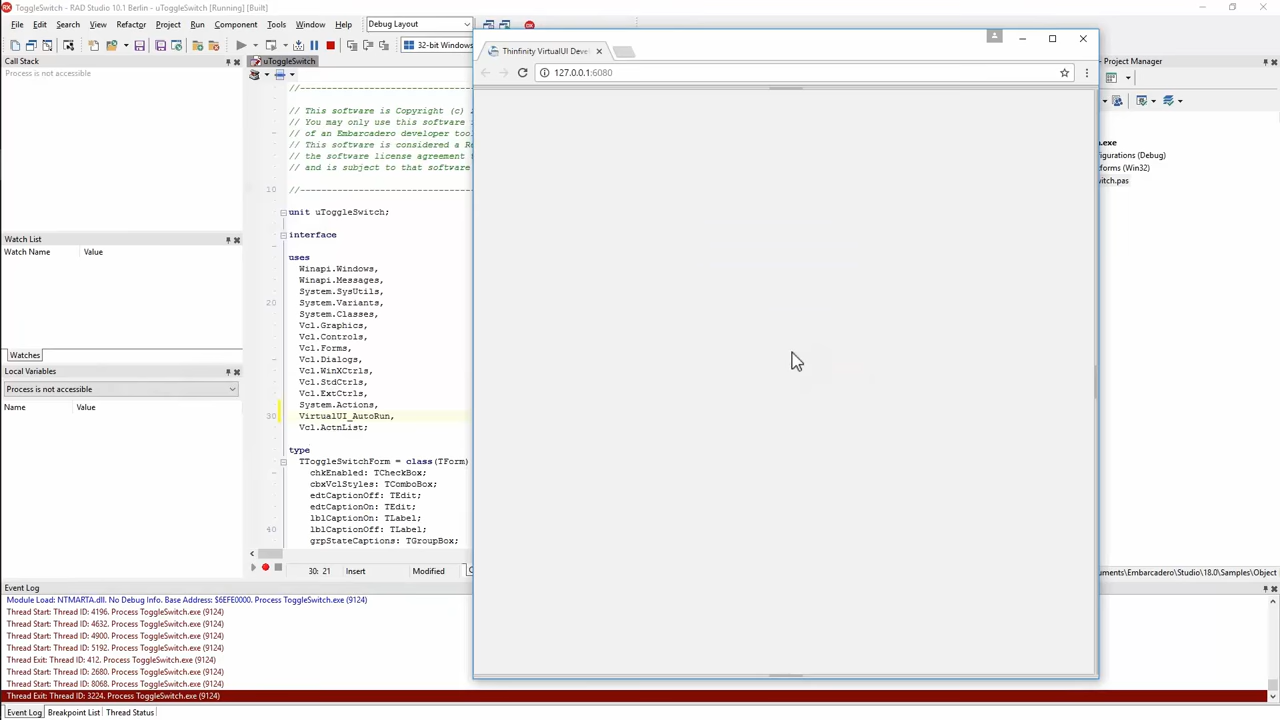 ToggleSwitch - RAD Studio 10.1 Berlin - uToggleSwitch [Running] [Built]
File Edit Search View Refactor Project Run Component Tools Window Help Debug Layout
32-bit Windows
Call Stack
Process is not accessible
uToggleSwitch
Thinfinity VirtualUI Deve
127.0.0.1:6080
Project Manager
//
// This software is Copyright (c)
// You may only use this software
// of an Embarcadero developer too
// This software is considered a Re
// the software license agreement
// and is subject to that software
10 //
unit uToggleSwitch;
interface
uses
Winapi.Windows,
Winapi.Messages,
System.SysUtils,
20 System.Variants,
System.Classes,
Vcl.Graphics,
Vcl.Controls,
Vcl.Forms,
Vcl.Dialogs,
Vcl.WinXCtrls,
Vcl.StdCtrls,
Vcl.ExtCtrls,
System.Actions,
30 VirtualUI_AutoRun,
Vcl.ActnList;
type
TToggleSwitchForm = class(TForm)
chkEnabled: TCheckBox;
cbxVclStyles: TComboBox;
edtCaptionOff: TEdit;
edtCaptionOn: TEdit;
lblCaptionOn: TLabel;
40 lblCaptionOff: TLabel;
grpStateCaptions: TGroupBox;
30: 21 Insert Modified
Watch List
Watch Name Value
Watches
Local Variables
Process is not accessible
Name Value
.exe
igurations (Debug)
forms (Win32)
witch.pas
uments\Embarcadero\Studio\18.0\Samples\Object
Event Log
Module Load: NTMARTA.dll. No Debug Info. Base Address: $6EFE0000. Process ToggleSwitch.exe (9124)
Thread Start: Thread ID: 4196. Process ToggleSwitch.exe (9124)
Thread Start: Thread ID: 4632. Process ToggleSwitch.exe (9124)
Thread Start: Thread ID: 4900. Process ToggleSwitch.exe (9124)
Thread Start: Thread ID: 5192. Process ToggleSwitch.exe (9124)
Thread Exit: Thread ID: 412. Process ToggleSwitch.exe (9124)
Thread Start: Thread ID: 2680. Process ToggleSwitch.exe (9124)
Thread Start: Thread ID: 8068. Process ToggleSwitch.exe (9124)
Thread Exit: Thread ID: 3224. Process ToggleSwitch.exe (9124)
Event Log Breakpoint List Thread Status